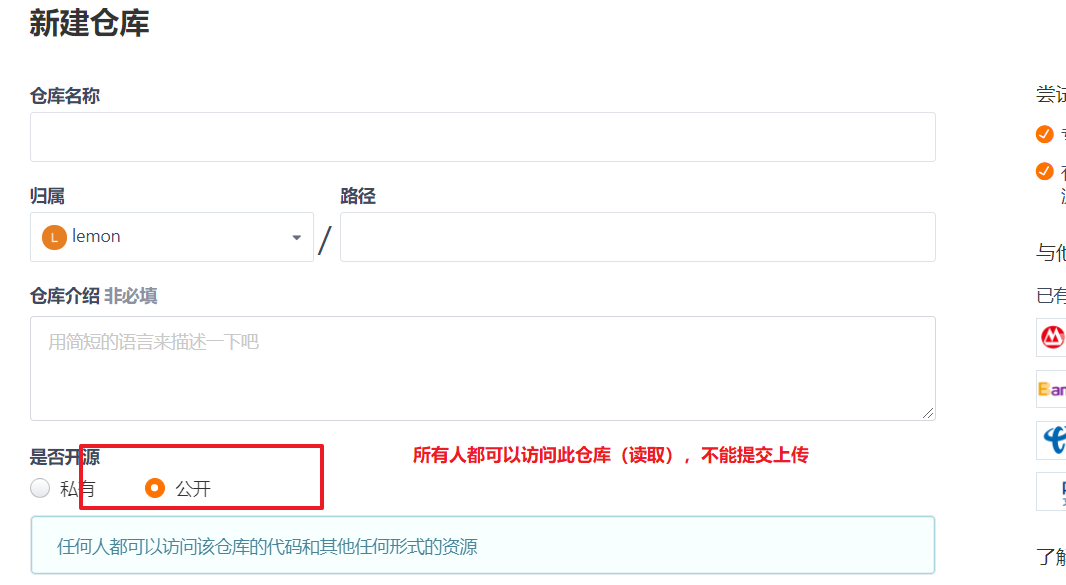 新建仓库
仓库名称
归属
路径
L lemon
/
仓库介绍 非必填
用简短的语言来描述一下吧
是否开源
所有人都可以访问此仓库（读取），不能提交上传
私有
公开
任何人都可以访问该仓库的代码和其他任何形式的资源
尝试
与他
已有
Ban
了解